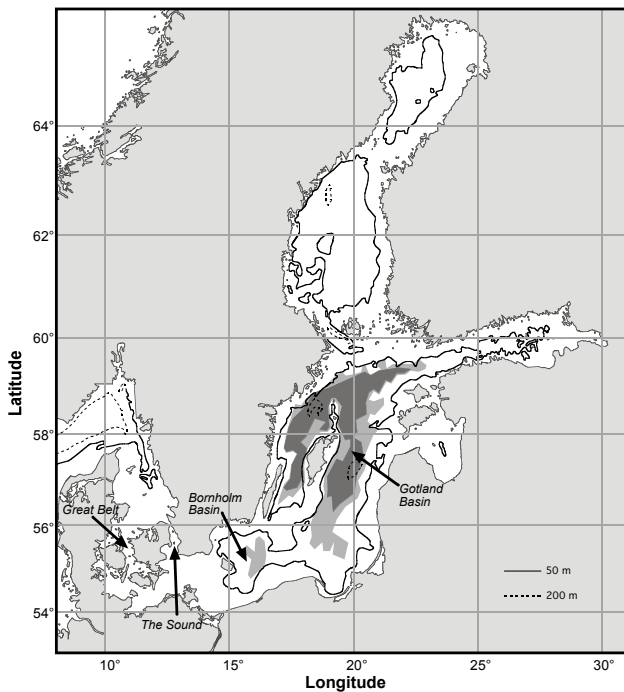 64°
62°
60°
58°
56°
54°
Latitude
Great Belt
Bornholm
Basin
The Sound
Gotland
Basin
50 m
200 m
10°
15°
20°
25°
30°
Longitude